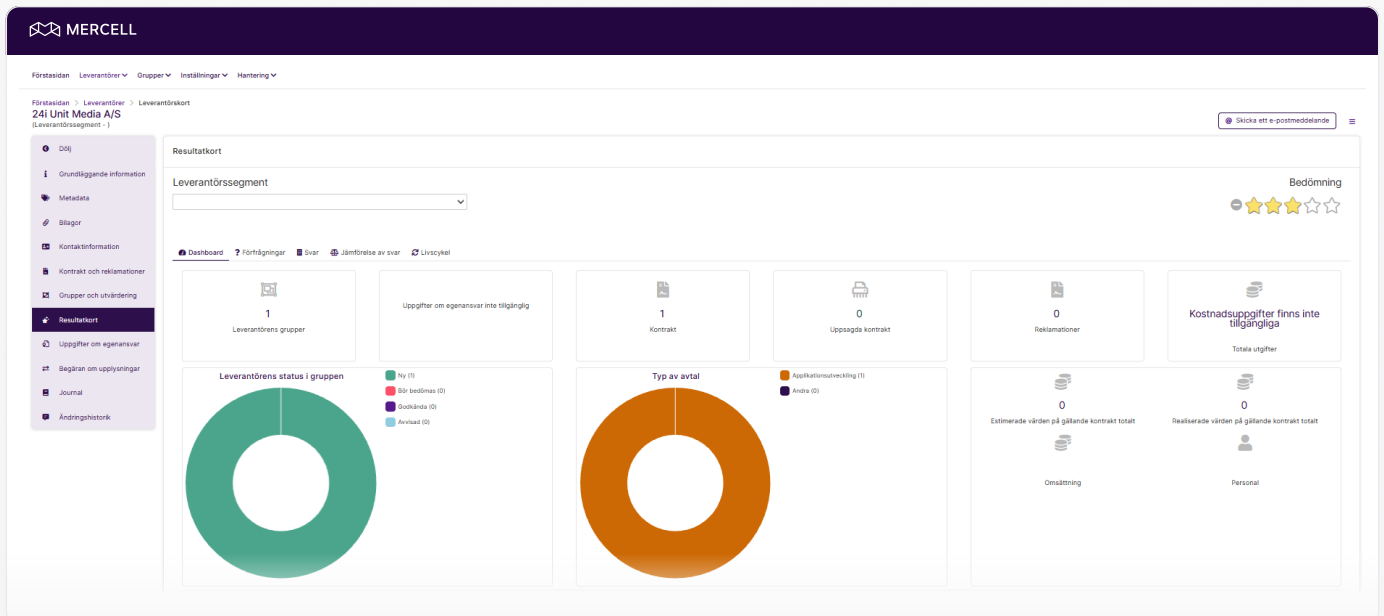 MERCELL
Förstasidan Leverantörer Grupper Inställningar Hantering
Förstasidan > Leverantörer > Leverantörskort
24i Unit Media A/S
(Leverantörssegment - )
@ Skicka ett e-postmeddelande
Dölj
Grundläggande information
Metadata
Bilagor
Kontaktinformation
Kontrakt och reklamationer
Grupper och utvärdering
Resultatkort
Uppgifter om egenansvar
Begäran om upplysningar
Journal
Ändringshistorik
Resultatkort
Leverantörssegment
Bedömning
Dashboard ? Förfrågningar Svar Jämförelse av svar Livscykel
1
Leverantörens grupper
Uppgifter om egenansvar inte tillgänglig
1
Kontrakt
0
Uppsagda kontrakt
0
Reklamationer
Kostnadsuppgifter finns inte
tillgängliga
Totala utgifter
Leverantörens status i gruppen
Ny (1)
Bör bedömas (0)
Godkända (0)
Avvisad (0)
Typ av avtal
Applikationsutveckling (1)
Andra (0)
0
Estimerade värden på gällande kontrakt totalt
0
Realiserade värden på gällande kontrakt totalt
Omsättning
Personal